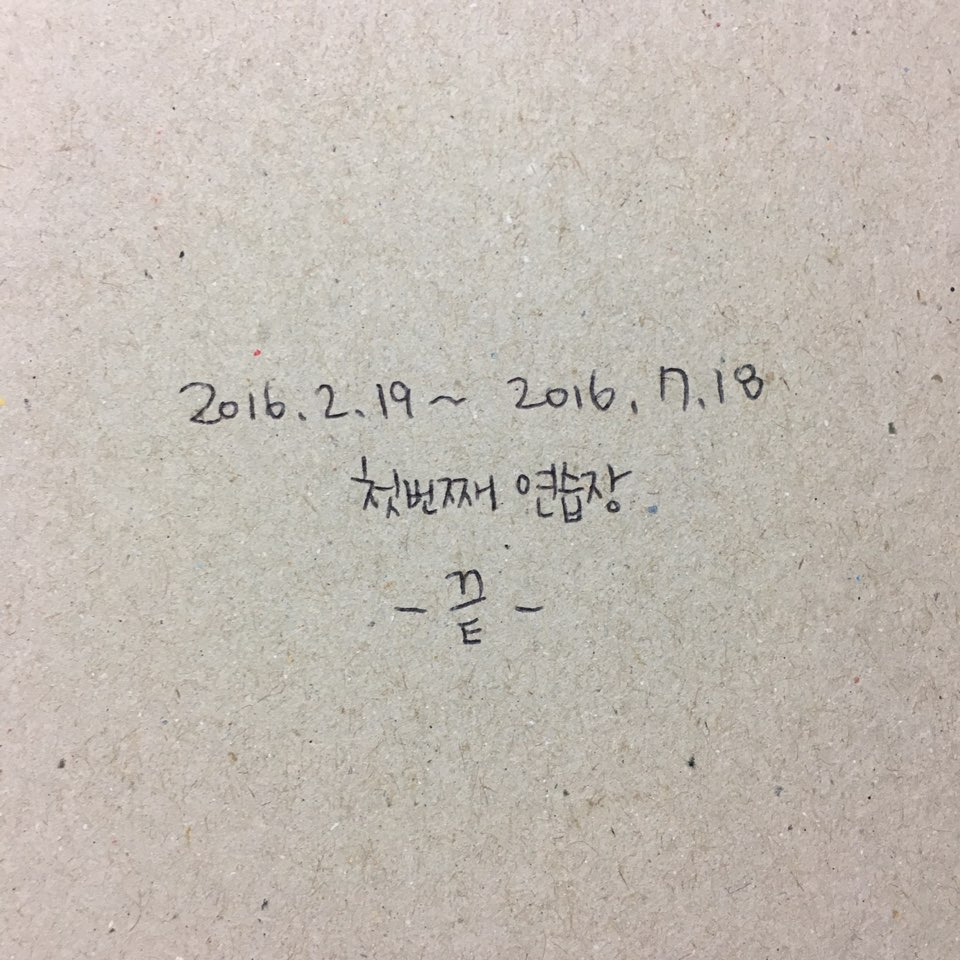 2016.2.19~ 2016.7.18
첫번째 연습장
- 끝 -